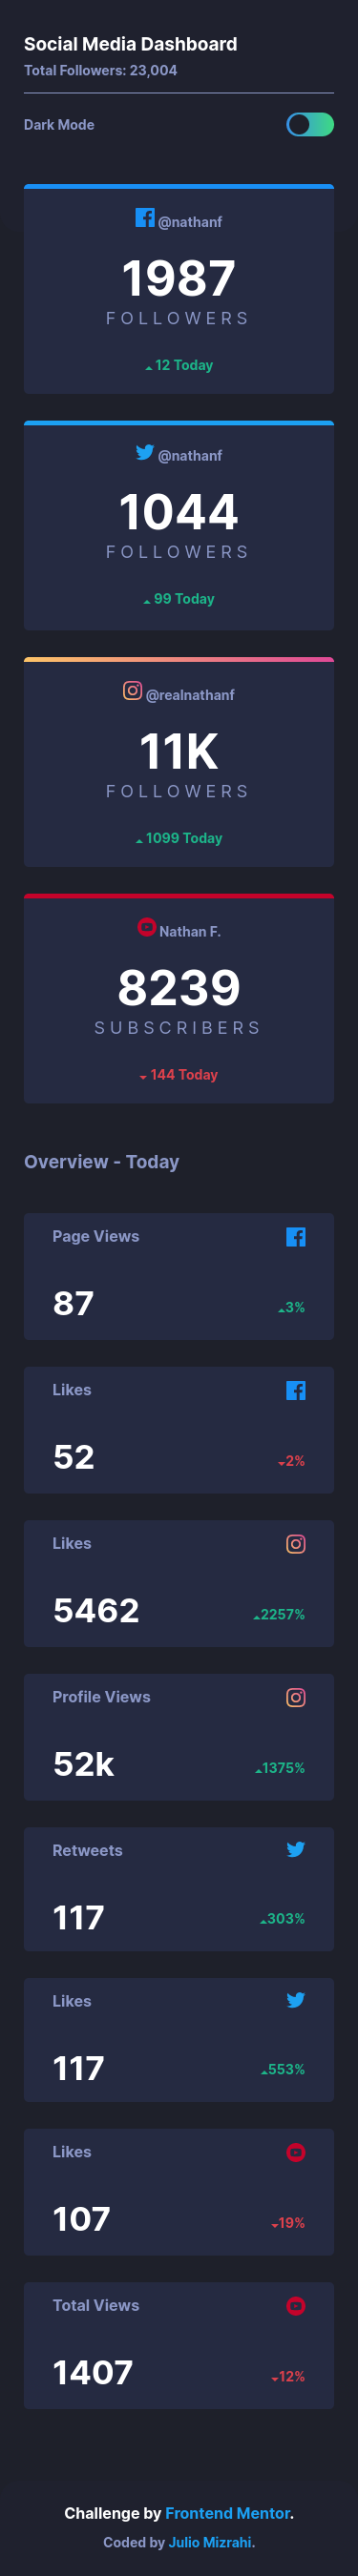 Social Media Dashboard
Total Followers: 23,004
Dark Mode
@nathanf
1987
FOLLOWERS
12 Today
@nathanf
1044
FOLLOWERS
99 Today
@realnathanf
11K
FOLLOWERS
1099 Today
Nathan F.
8239
SUBSCRIBERS
144 Today
Overview - Today
Page Views
87
3%
Likes
52
2%
Likes
5462
2257%
Profile Views
52k
1375%
Retweets
117
303%
Likes
117
553%
Likes
107
19%
Total Views
1407
12%
Challenge by Frontend Mentor.
Coded by Julio Mizrahi.